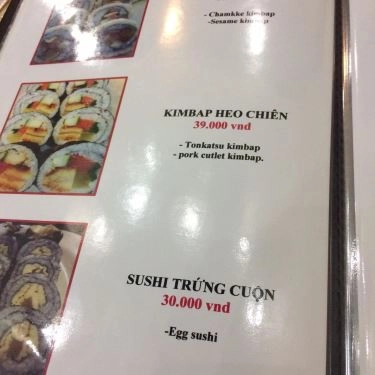 - Chamkke kimbap
-Sesame kimbap
KIMBAP HEO CHIÊN
39.000 vnd
- Tonkatsu kimbap
- pork cutlet kimbap.
SUSHI TRỨNG CUỘN
30.000 vnd
-Egg sushi